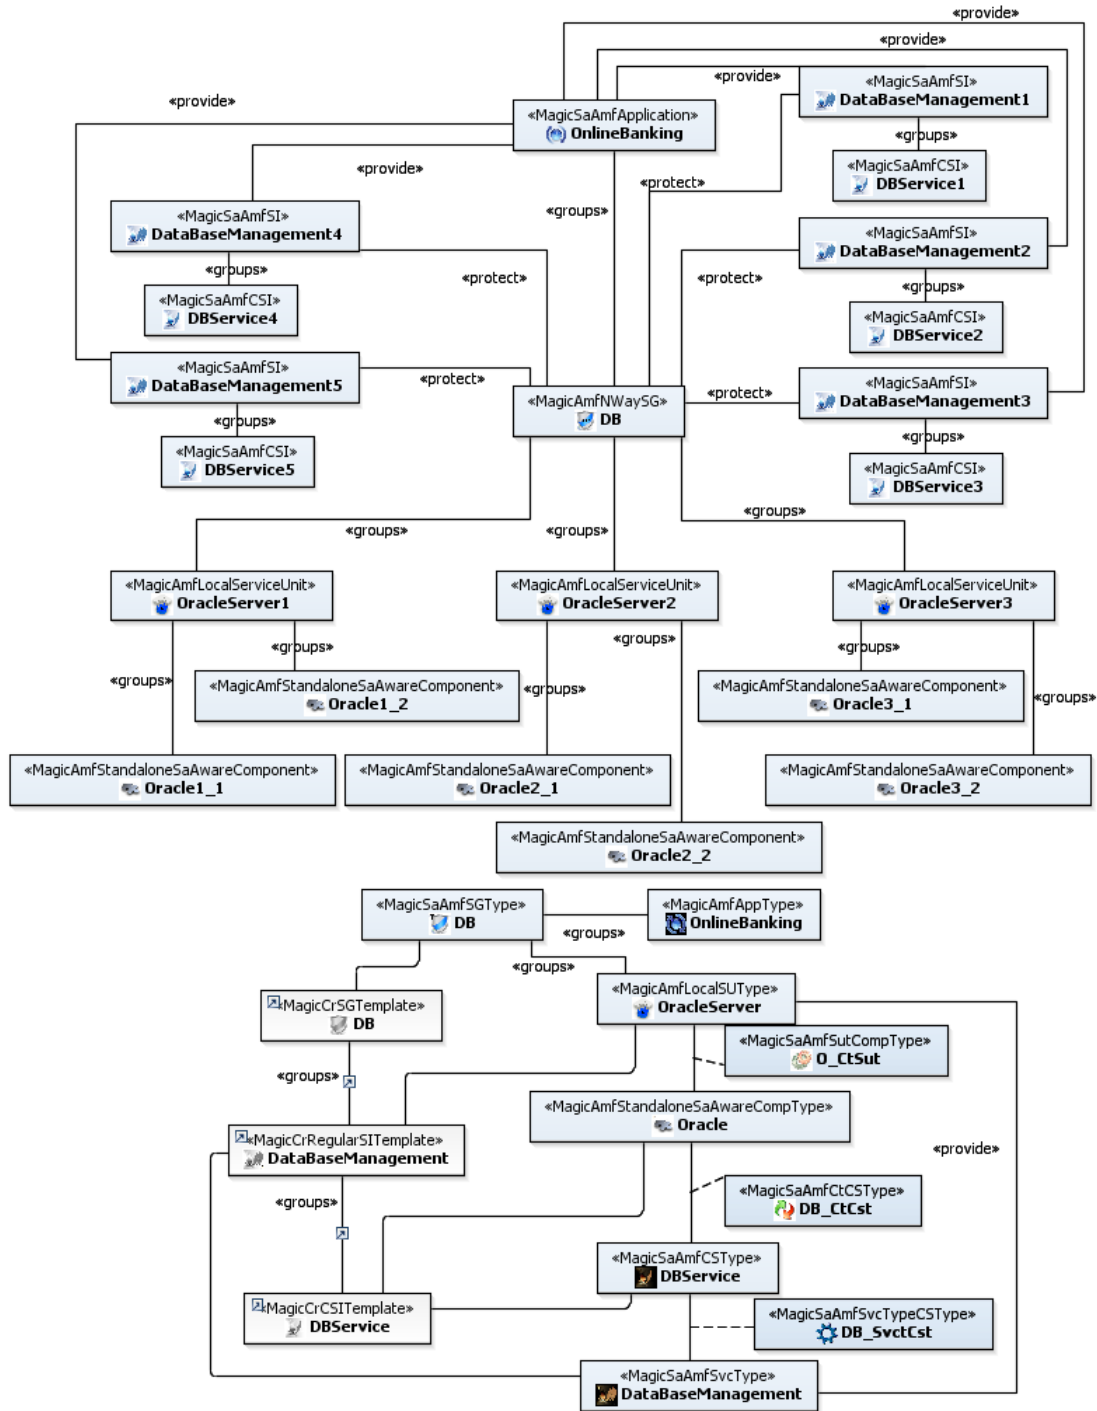 «provide»
«provide»
«provide»
«MagicSaAmfSI»
DataBaseManagement1
«provide»
«MagicSaAmfApplication»
OnlineBanking
«groups»
«provide»
«MagicSaAmfCSI»
DBService1
«protect»
«groups»
«MagicSaAmfSI»
DataBaseManagement4
«MagicSaAmfSI»
DataBaseManagement2
«groups»
«protect»
«protect»
«groups»
«MagicSaAmfCSI»
DBService4
«MagicSaAmfCSI»
DBService2
«MagicSaAmfSI»
DataBaseManagement5
«protect»
«protect»
«MagicSaAmfSI»
DataBaseManagement3
«MagicAmfNWaySG»
DB
«groups»
«groups»
«MagicSaAmfCSI»
DBService5
«MagicSaAmfCSI»
DBService3
«groups»
«groups»
«groups»
«MagicAmfLocalServiceUnit»
OracleServer1
«MagicAmfLocalServiceUnit»
OracleServer2
«MagicAmfLocalServiceUnit»
OracleServer3
«groups»
«groups»
«groups»
«groups»
«groups»
«groups»
«MagicAmfStandaloneSaAwareComponent»
Oracle1_2
«MagicAmfStandaloneSaAwareComponent»
Oracle3_1
«MagicAmfStandaloneSaAwareComponent»
Oracle1_1
«MagicAmfStandaloneSaAwareComponent»
Oracle2_1
«MagicAmfStandaloneSaAwareComponent»
Oracle3_2
«MagicAmfStandaloneSaAwareComponent»
Oracle2_2
«MagicSaAmfSGType»
DB
«MagicAmfAppType»
OnlineBanking
«groups»
«groups»
«MagicAmfLocalSUType»
OracleServer
«MagicCrSGTemplate»
DB
«MagicSaAmfSutCompType»
O_CtSut
«groups»
«MagicAmfStandaloneSaAwareCompType»
Oracle
«MagicCrRegularSITemplate»
DataBaseManagement
«provide»
«groups»
«MagicSaAmfCtCSType»
DB_CtCst
«MagicSaAmfCSType»
DBService
«MagicCrCSITemplate»
DBService
«MagicSaAmfSvcTypeCSType»
DB_SvctCst
«MagicSaAmfSvcType»
DataBaseManagement